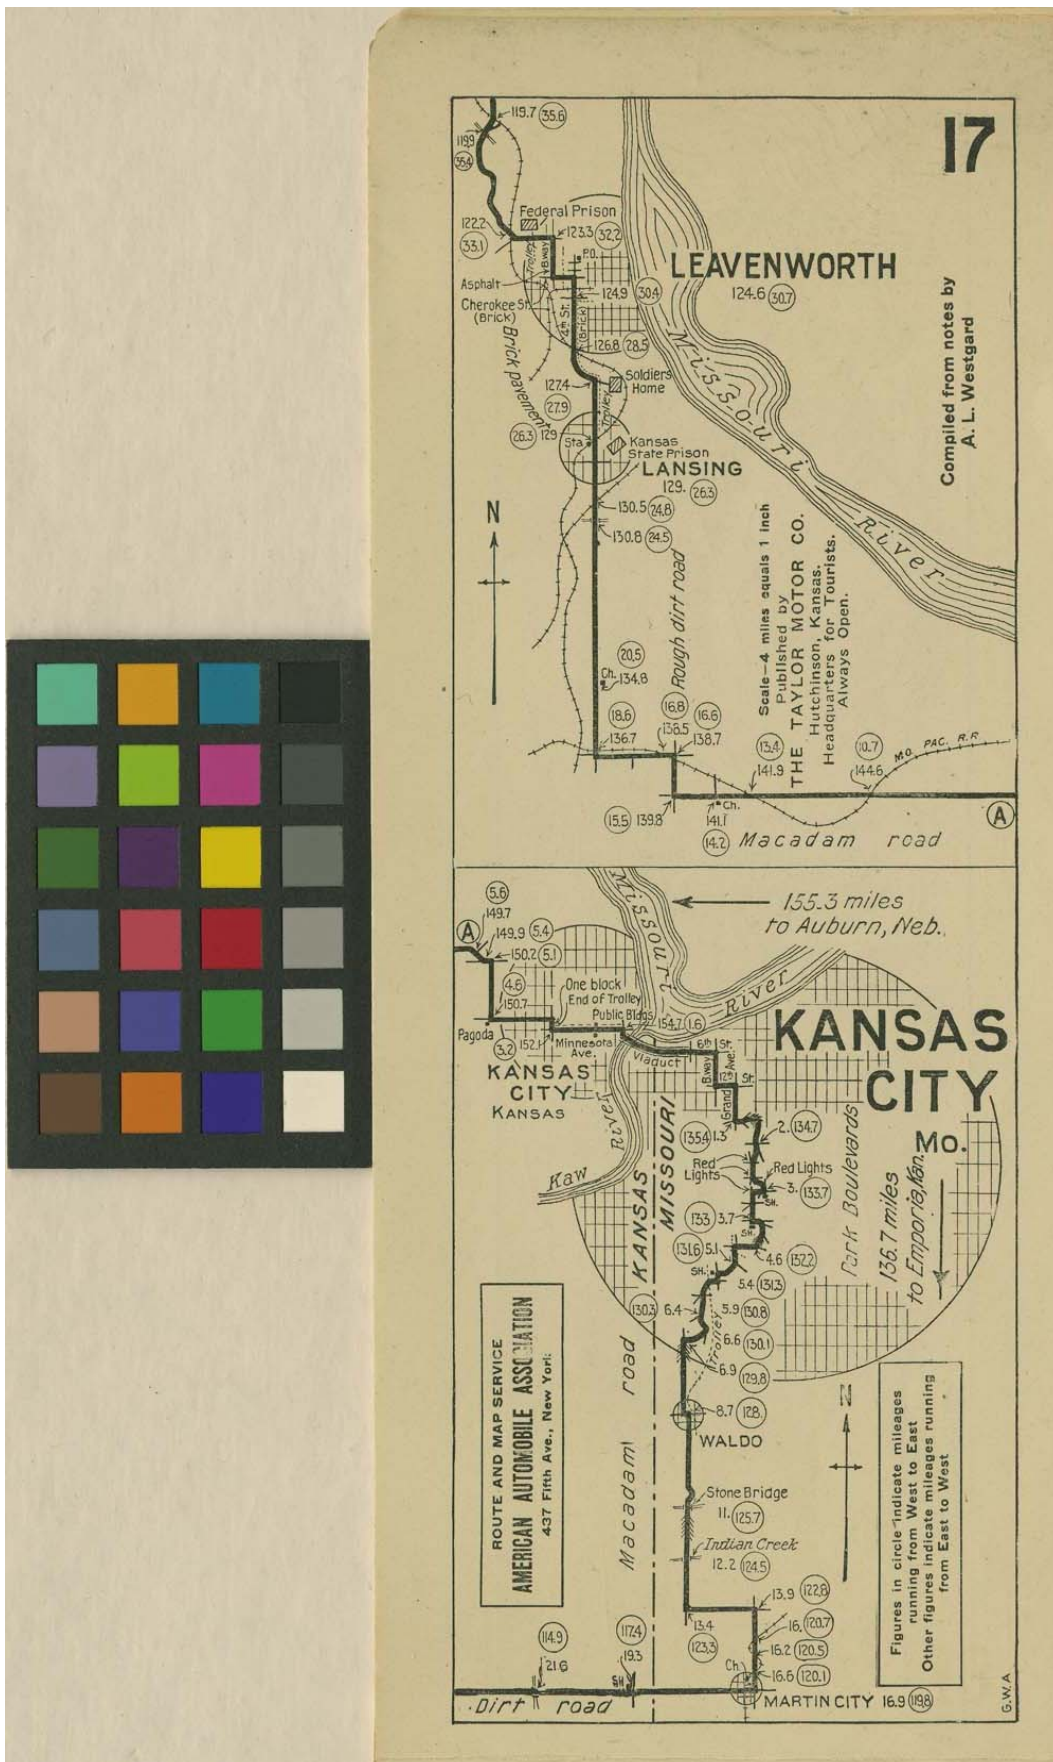 17
119.7 (35.6)
119.9
(35.4)
Federal Prison
122.2
(33.1)
123.3 (32.2)
Trolley
B.way
P.O.
Asphalt
Cherokee St.
(Brick)
LEAVENWORTH
124.6 (30.7)
124.9 (30.4)
4th St.
(Brick)
126.8 (28.5)
Brick pavement
Soldiers
Home
127.4
(27.9)
Trolley
(26.3) 129
Sta.
Kansas
State Prison
LANSING
129. (26.3)
130.5 (24.8)
130.8 (24.5)
N
Missouri River
Compiled from notes by
A. L. Westgard
Scale—4 miles equals 1 inch
Published by
THE TAYLOR MOTOR CO.
Hutchinson, Kansas.
Headquarters for Tourists.
Always Open.
Rough dirt road
(20.5)
Ch.
134.8
(18.6)
136.7
(16.8)
138.5
(16.6)
138.7
(13.4)
141.9
(10.7)
144.6
MO. PAC. R.R
(15.5) 139.8
Ch.
141.1
(14.2)
Macadam road
A
155.3 miles
to Auburn, Neb.
Missouri
River
(5.6)
149.7
A
149.9 (5.4)
150.2 (5.1)
(4.6)
150.7
One block
End of Trolley
Public Bldgs
154.7 (1.6)
Pagoda
(3.2) 152.1
Minnesota
Ave.
Viaduct
6th St.
B.way
12th St.
Grand Ave.
KANSAS
CITY
KANSAS
KANSAS
CITY
Mo.
Kaw River
KANSAS
MISSOURI
(135.4) 1.3
2. (134.7)
Red
Lights
Red Lights
3. (133.7)
SH.
(133) 3.7
SH.
(131.6) 5.1
4.6 (132.2)
SH.
5.4 (131.3)
(130.3) 6.4
5.9 (130.8)
Trolley
6.6 (130.1)
6.9 (129.8)
Park Boulevards
136.7 miles
to Emporia, Kan.
8.7 (128.)
WALDO
N
Stone Bridge
11. (125.7)
Indian Creek
12.2 (124.5)
Macadam road
ROUTE AND MAP SERVICE
AMERICAN AUTOMOBILE ASSOCIATION
437 Fifth Ave., New York
Figures in circle indicate mileages
running from West to East
Other figures indicate mileages running
from East to West
13.9 (122.8)
13.4
(123.3)
16. (120.7)
16.2 (120.5)
16.6 (120.1)
Ch.
MARTIN CITY 16.9 (119.8)
(114.9)
21.6
(117.4)
19.3
SH
Dirt road
G.W.A